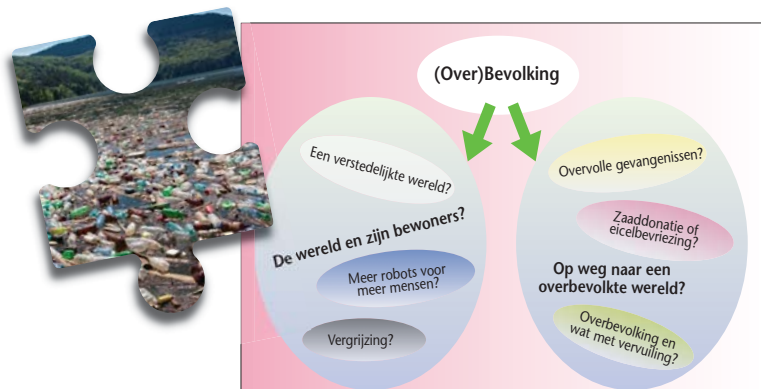 (Over)Bevolking
Een verstedelijkte wereld?
De wereld en zijn bewoners?
Meer robots voor
meer mensen?
Vergrijzing?
Overvolle gevangenissen?
Zaaddonatie of
eicelbevriezing?
Op weg naar een
overbevolkte wereld?
Overbevolking en
wat met vervuiling?